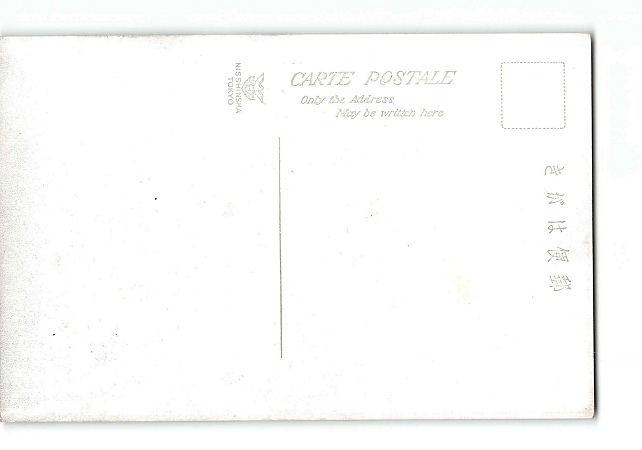 CARTE POSTALE
Only the Address
May be written here
NISSHINSHA
TOKYO
きがは便郵